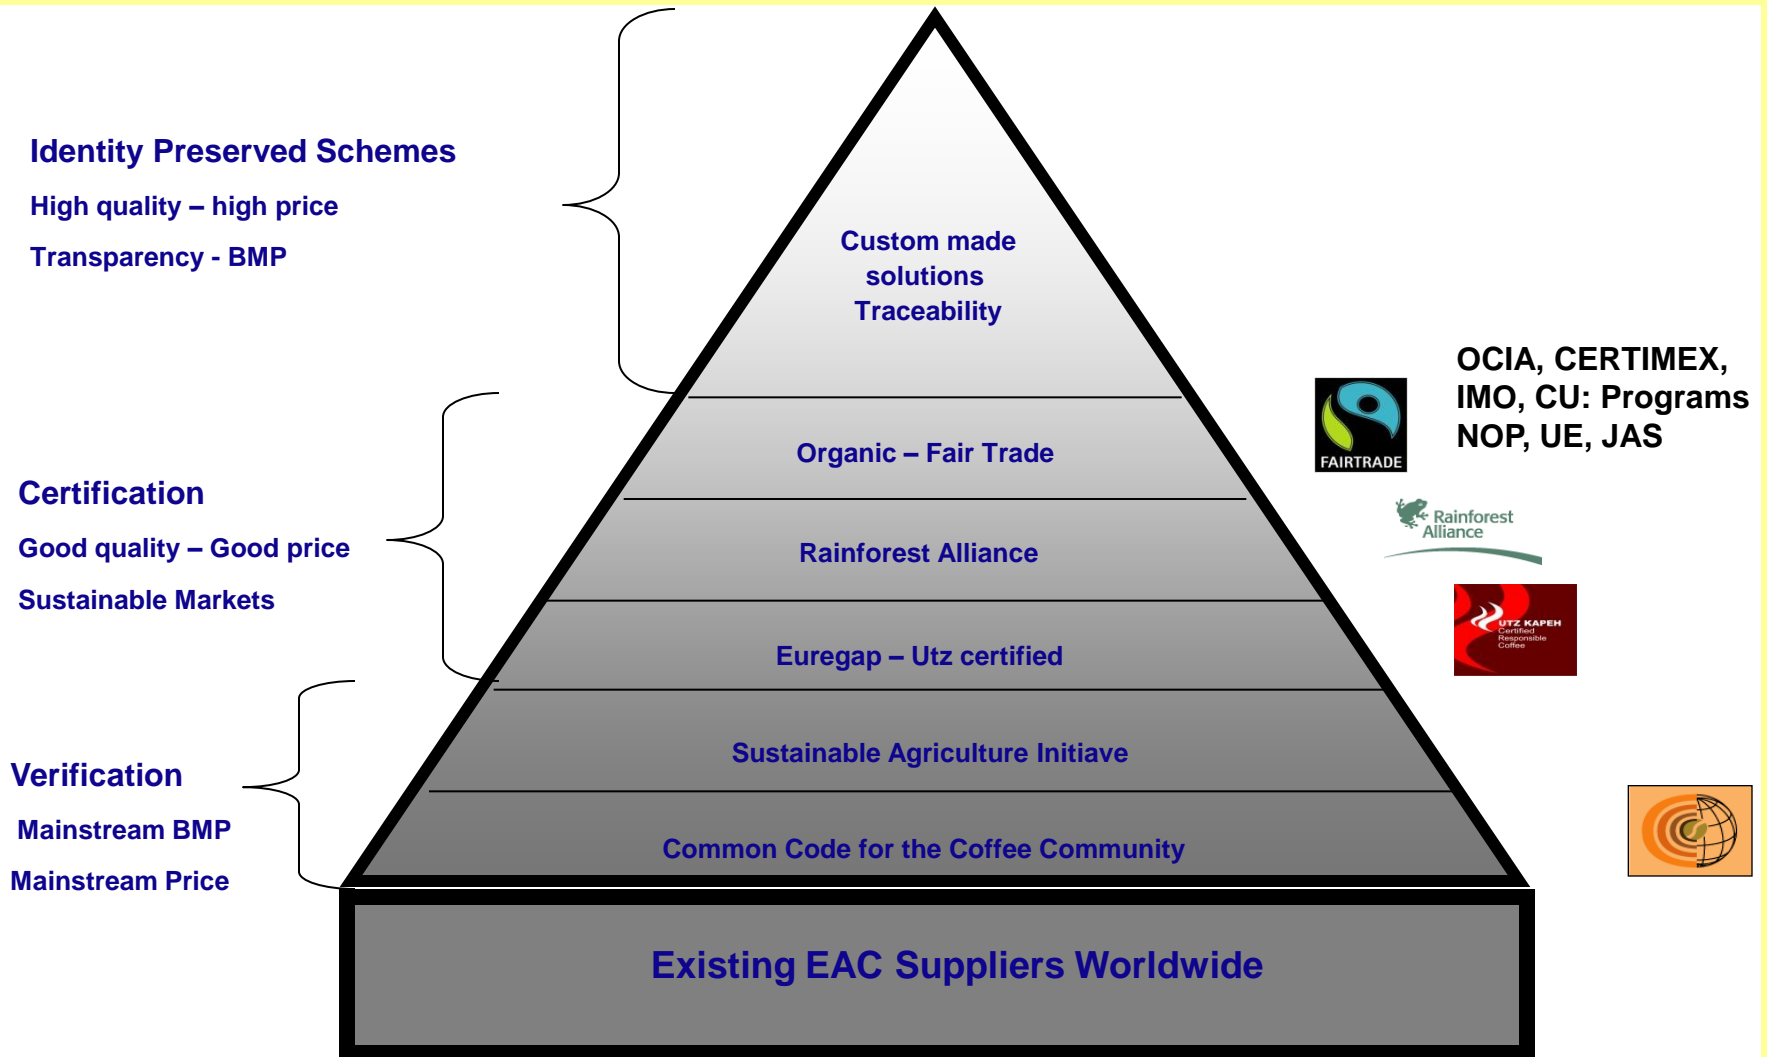 Identity Preserved Schemes
High quality – high price
Transparency - BMP
Custom made
solutions
Traceability
OCIA, CERTIMEX,
IMO, CU: Programs
NOP, UE, JAS
FAIRTRADE
Organic – Fair Trade
Certification
Good quality – Good price
Sustainable Markets
Rainforest
Alliance
Rainforest Alliance
UTZ KAPEH
Certified
Responsible
Coffee
Euregap – Utz certified
Verification
Mainstream BMP
Mainstream Price
Sustainable Agriculture Initiave
Common Code for the Coffee Community
Existing EAC Suppliers Worldwide